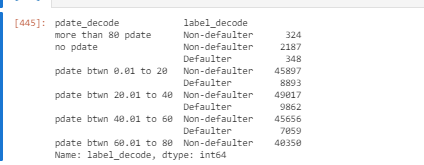 [445]: pdate_decode label_decode
more than 80 pdate Non-defaulter 324
no pdate Non-defaulter 2187
Defaulter 348
pdate btwn 0.01 to 20 Non-defaulter 45897
Defaulter 8893
pdate btwn 20.01 to 40 Non-defaulter 49017
Defaulter 9862
pdate btwn 40.01 to 60 Non-defaulter 45656
Defaulter 7059
pdate btwn 60.01 to 80 Non-defaulter 40350
Name: label_decode, dtype: int64